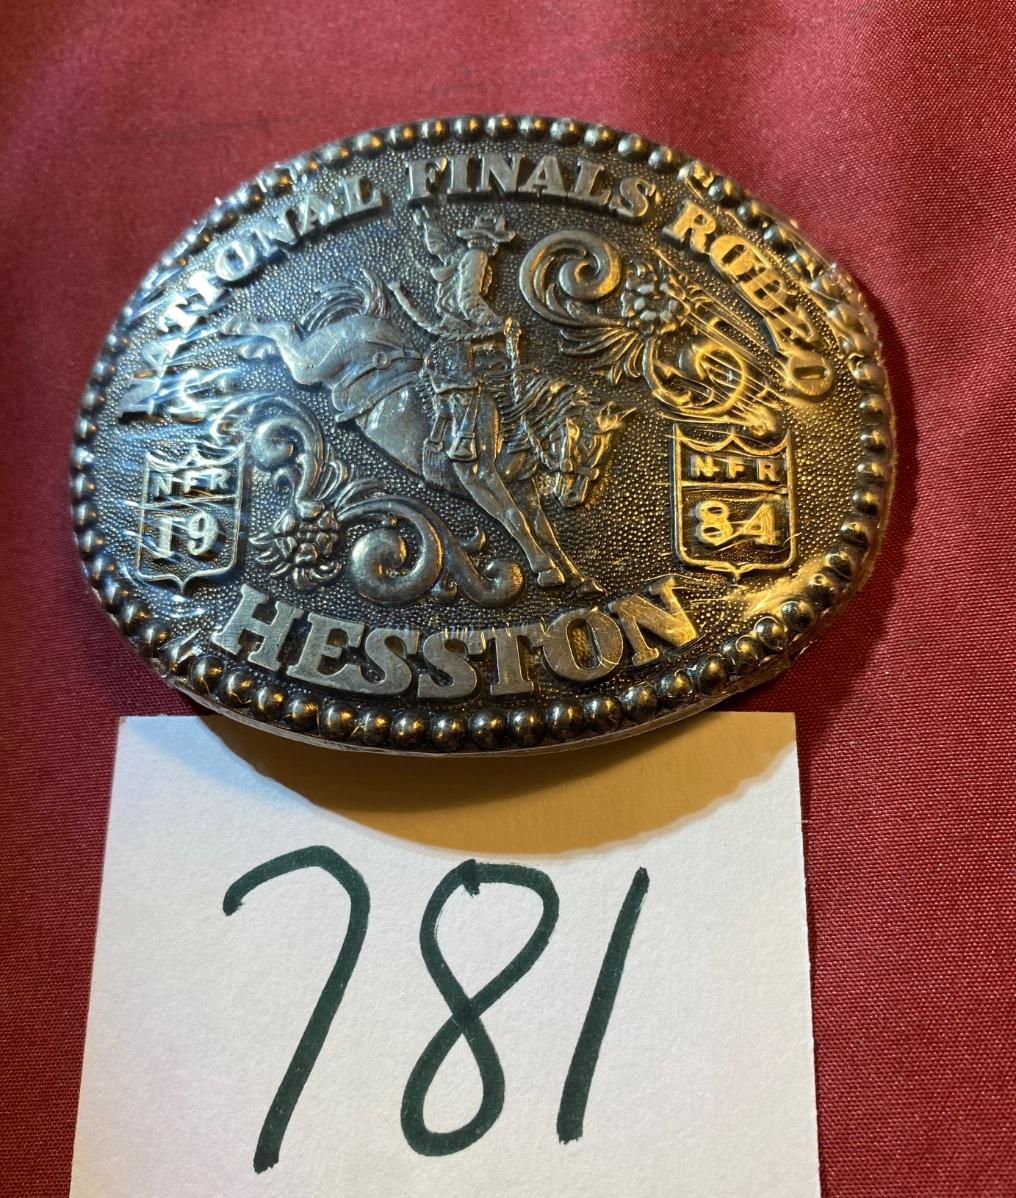 NATIONAL FINALS RODEO
NFR
19
NFR
84
HESSTON
781